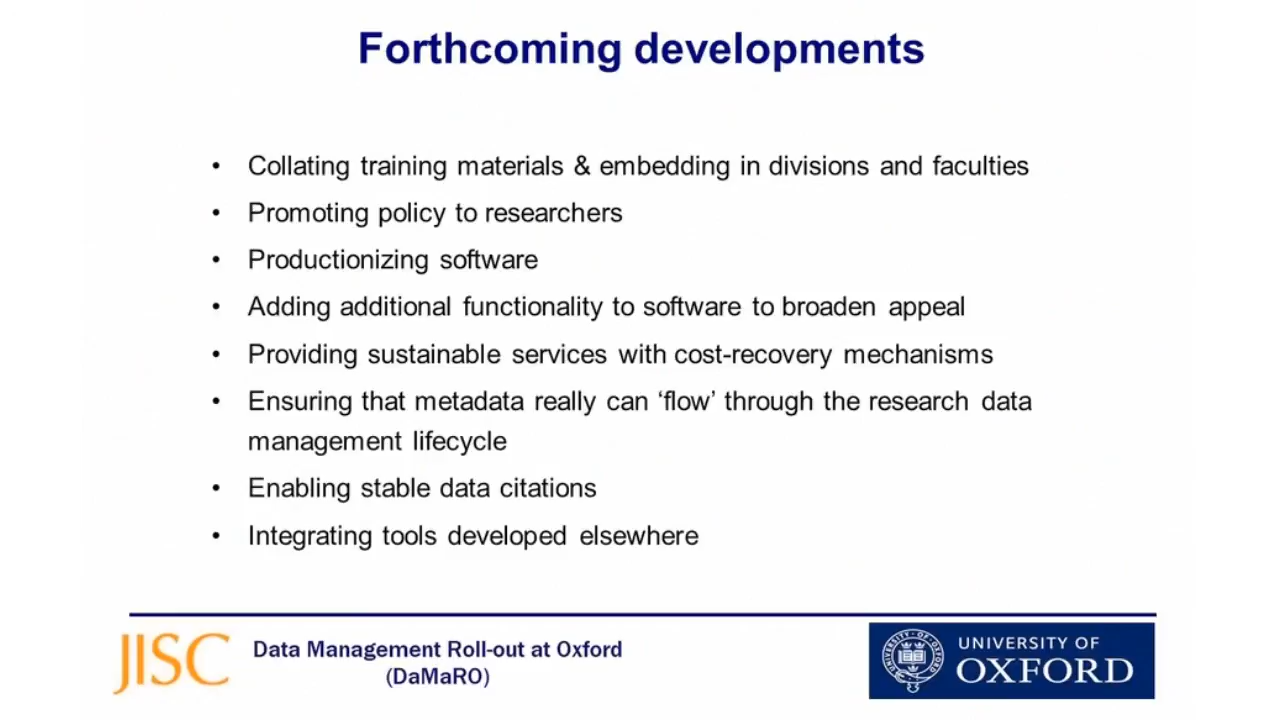 Forthcoming developments
• Collating training materials & embedding in divisions and faculties
• Promoting policy to researchers
• Productionizing software
• Adding additional functionality to software to broaden appeal
• Providing sustainable services with cost-recovery mechanisms
• Ensuring that metadata really can ‘flow’ through the research data
management lifecycle
• Enabling stable data citations
• Integrating tools developed elsewhere
JISC
Data Management Roll-out at Oxford
(DaMaRO)
UNIVERSITY OF
OXFORD